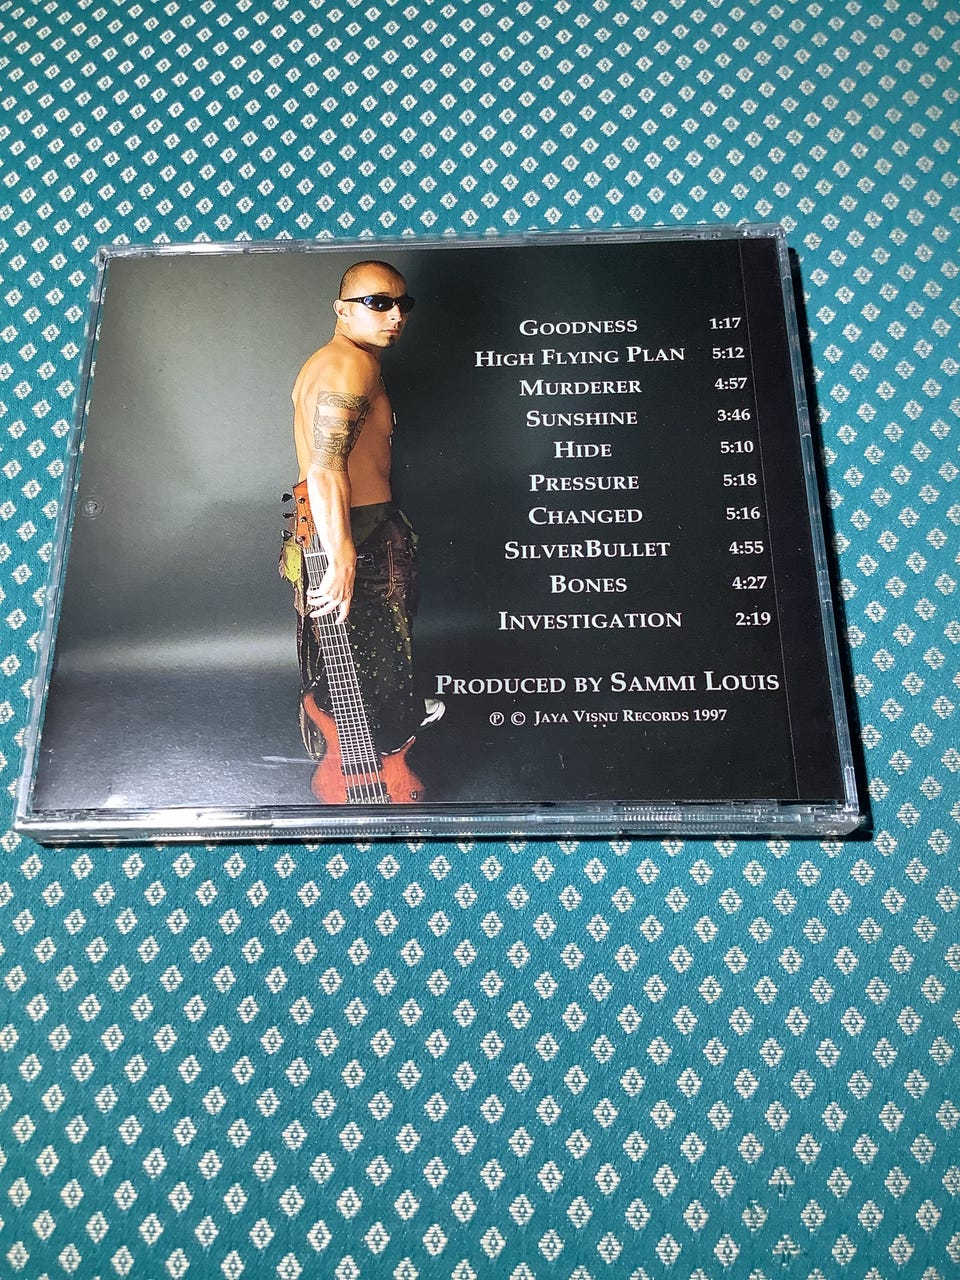 Goodness 1:17
High Flying Plan 5:12
Murderer 4:57
Sunshine 3:46
Hide 5:10
Pressure 5:18
Changed 5:16
SilverBullet 4:55
Bones 4:27
Investigation 2:19
Produced by Sammi Louis
℗ © Jaya Viṣṇu Records 1997